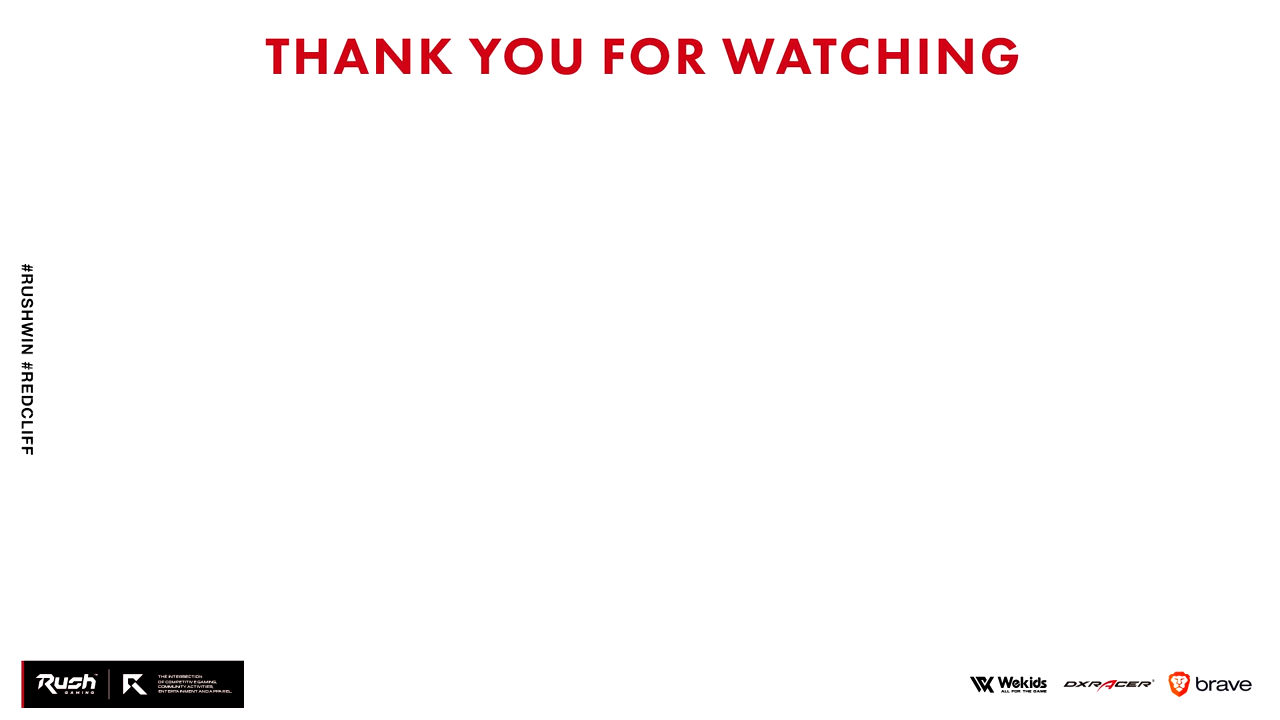 THANK YOU FOR WATCHING
#RUSHWIN #REDCLIFF
Rush
GAMING
THE INTERSECTION
OF COMPETITIVE GAMING,
COMMUNITY ACTIVITIES,
ENTERTAINMENT AND APPAREL.
Wekids
ALL FOR THE GAME
DXRACER
brave